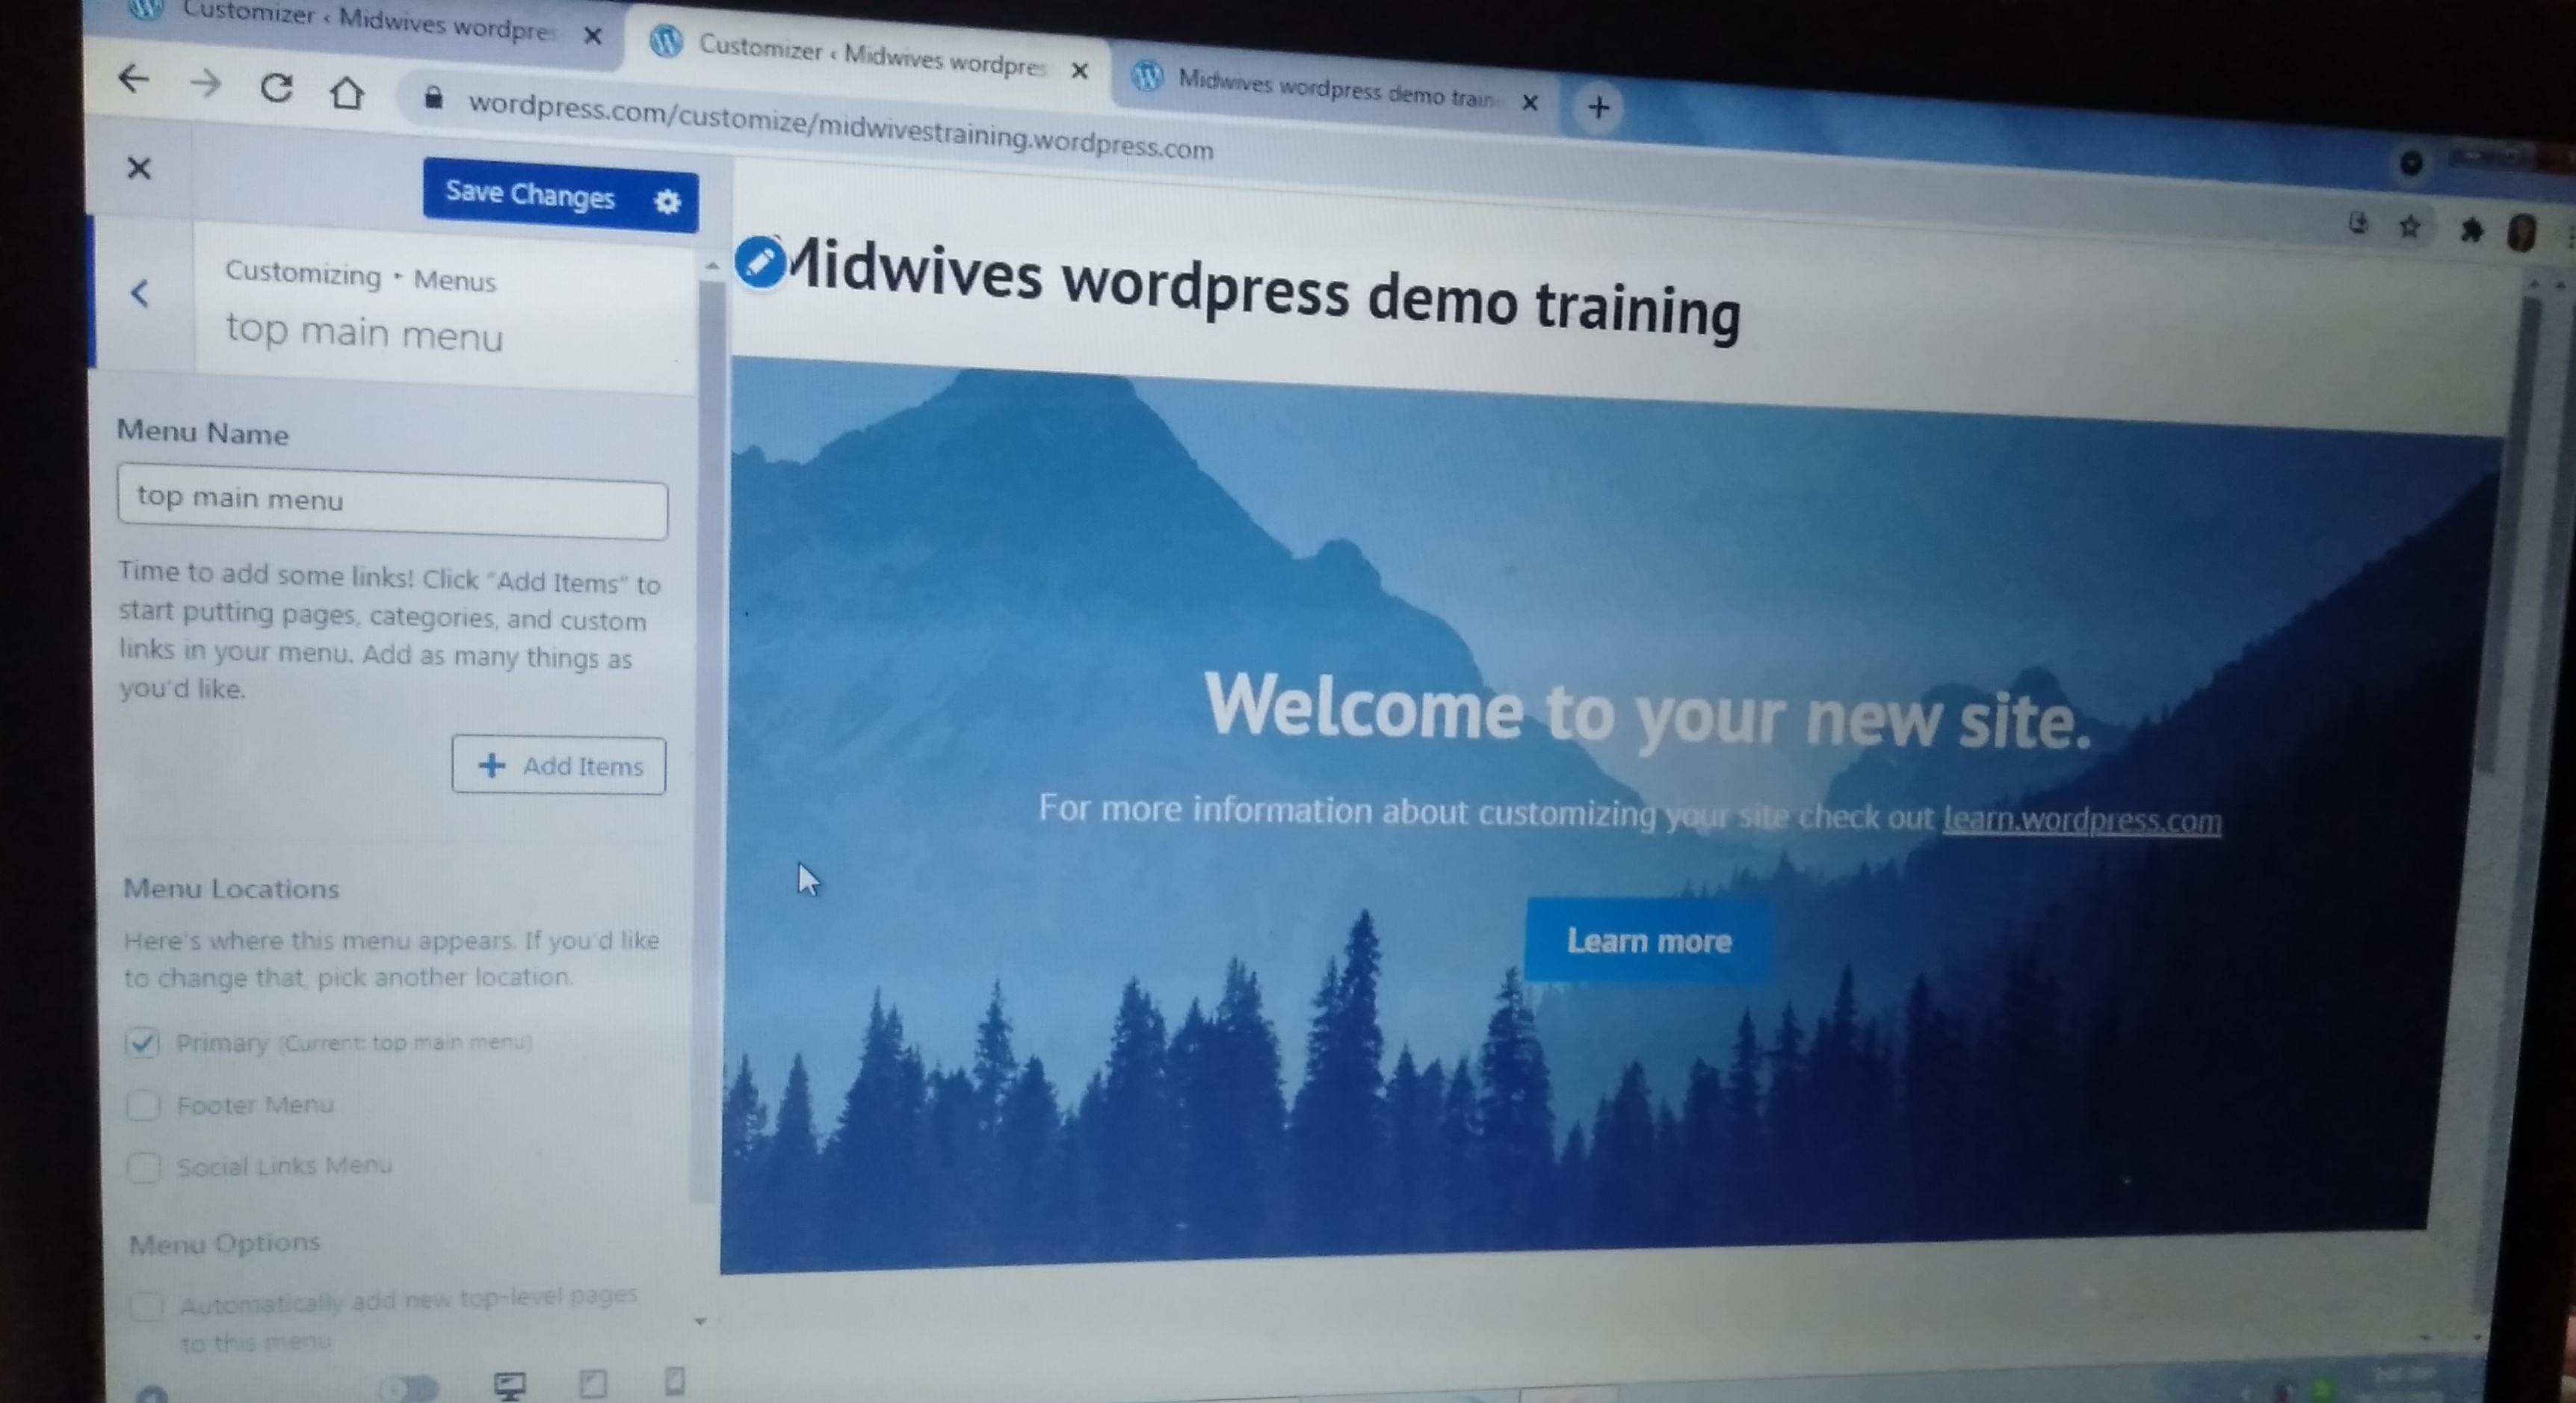 Customizer ‹ Midwives wordpres
Customizer ‹ Midwives wordpres
Midwives wordpress demo train
wordpress.com/customize/midwivestraining.wordpress.com
Save Changes
Customizing ‣ Menus
top main menu
Menu Name
top main menu
Time to add some links! Click “Add Items” to
start putting pages, categories, and custom
links in your menu. Add as many things as
you'd like.
Add Items
Menu Locations
Here's where this menu appears. If you'd like
to change that, pick another location.
Primary (Current: top main menu)
Footer Menu
Social Links Menu
Menu Options
Automatically add new top-level pages
to this menu
Midwives wordpress demo training
Welcome to your new site.
For more information about customizing your site check out learn.wordpress.com
Learn more